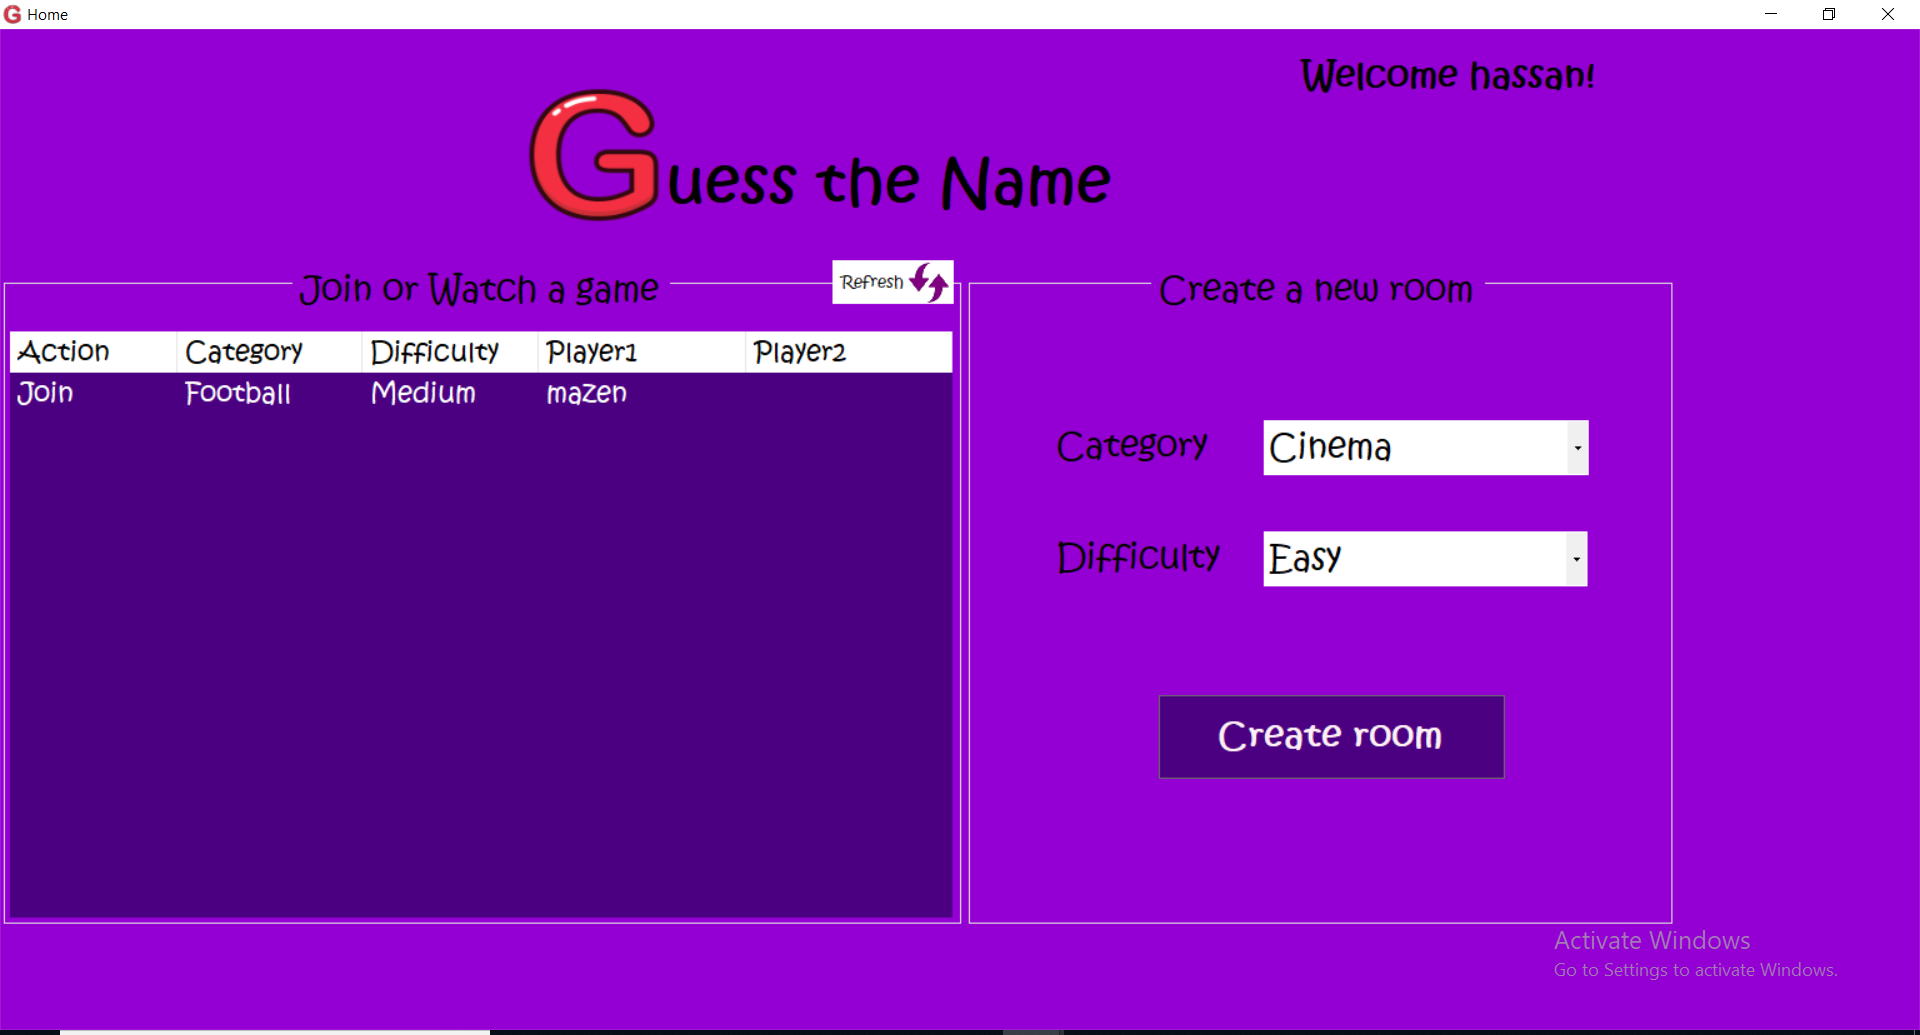 Home
Welcome hassan!
Guess the Name
Join or Watch a game
Refresh
Create a new room
Action Category Difficulty Player1 Player2
Join Football Medium mazen
Category Cinema
Difficulty Easy
Create room
Activate Windows
Go to Settings to activate Windows.